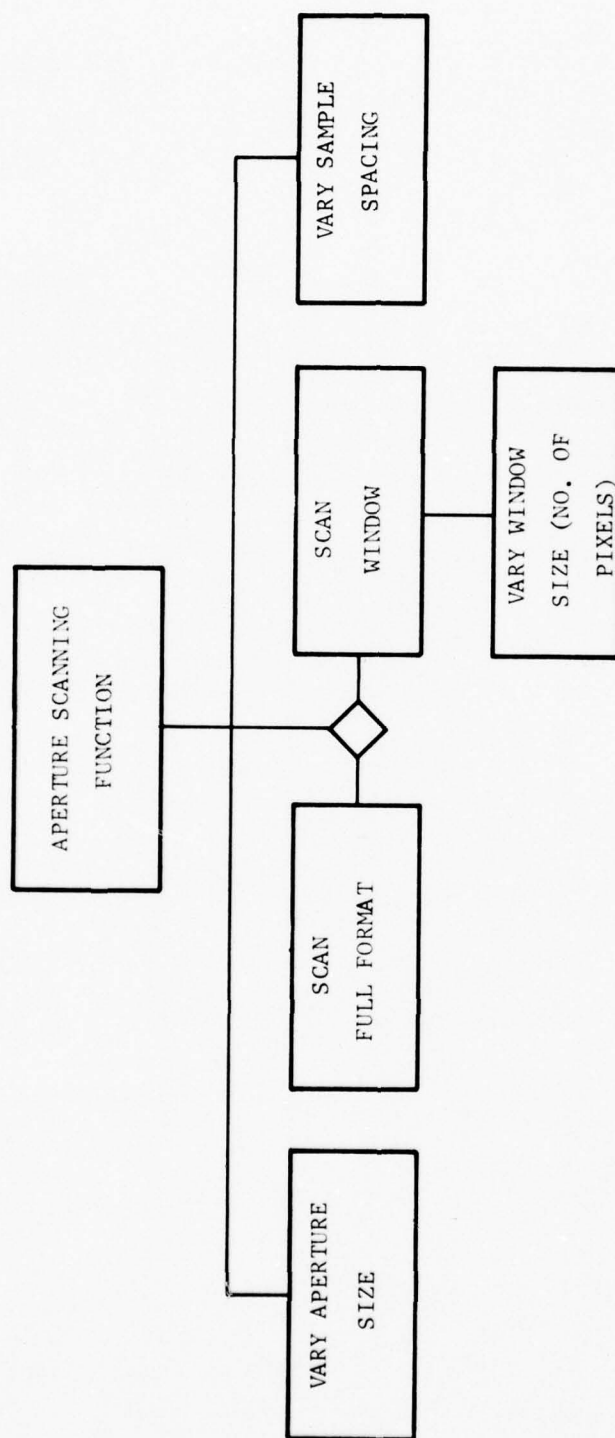 APERTURE SCANNING
FUNCTION
VARY APERTURE
SIZE
SCAN
FULL FORMAT
SCAN
WINDOW
VARY SAMPLE
SPACING
VARY WINDOW
SIZE (NO. OF
PIXELS)